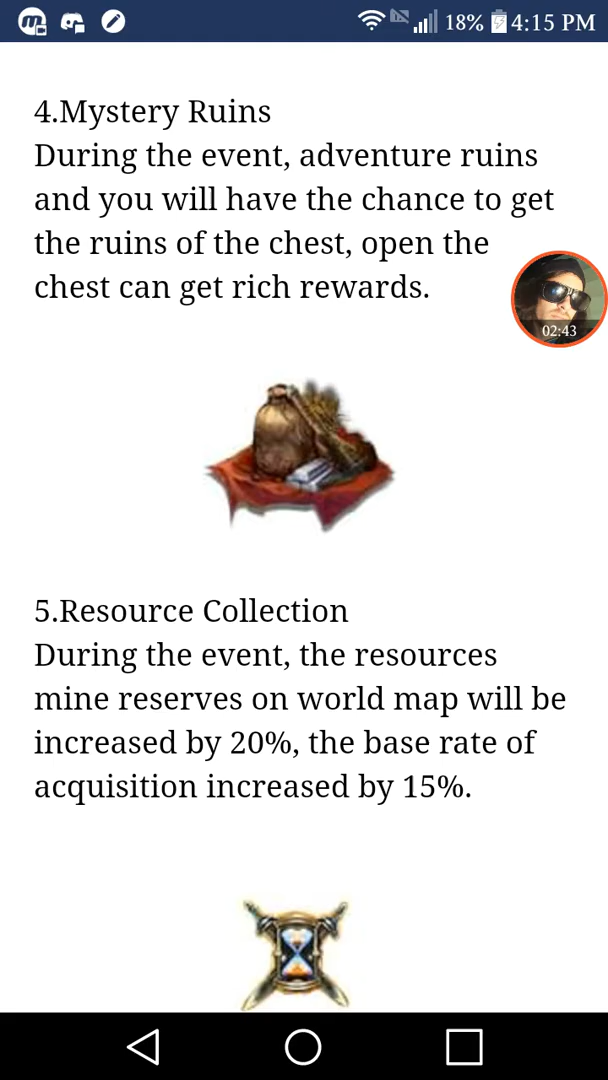 18% 4:15 PM
4.Mystery Ruins
During the event, adventure ruins
and you will have the chance to get
the ruins of the chest, open the
chest can get rich rewards.
02:43
5.Resource Collection
During the event, the resources
mine reserves on world map will be
increased by 20%, the base rate of
acquisition increased by 15%.